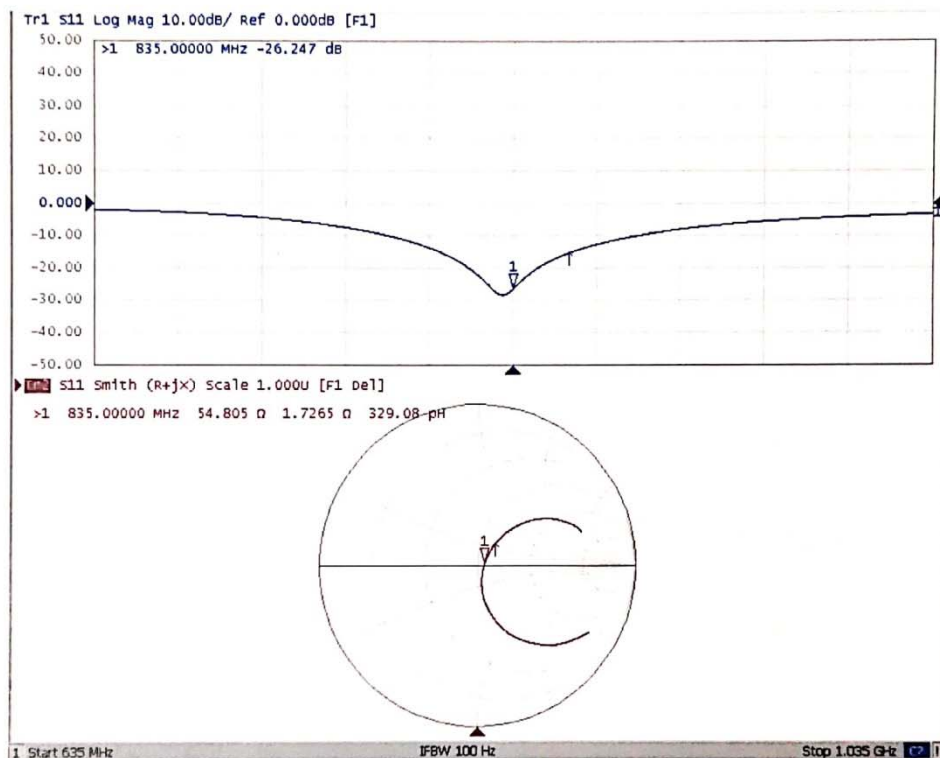 Tr1 S11 Log Mag 10.00dB/ Ref 0.000dB [F1]
50.00
>1 835.00000 MHz -26.247 dB
40.00
30.00
20.00
10.00
0.000
-10.00
-20.00
1
-30.00
-40.00
-50.00
S11 Smith (R+jX) Scale 1.000U [F1 Del]
>1 835.00000 MHz 54.805 Ω 1.7265 Ω 329.08 pH
1
1 Start 635 MHz IFBW 100 Hz Stop 1.035 GHz